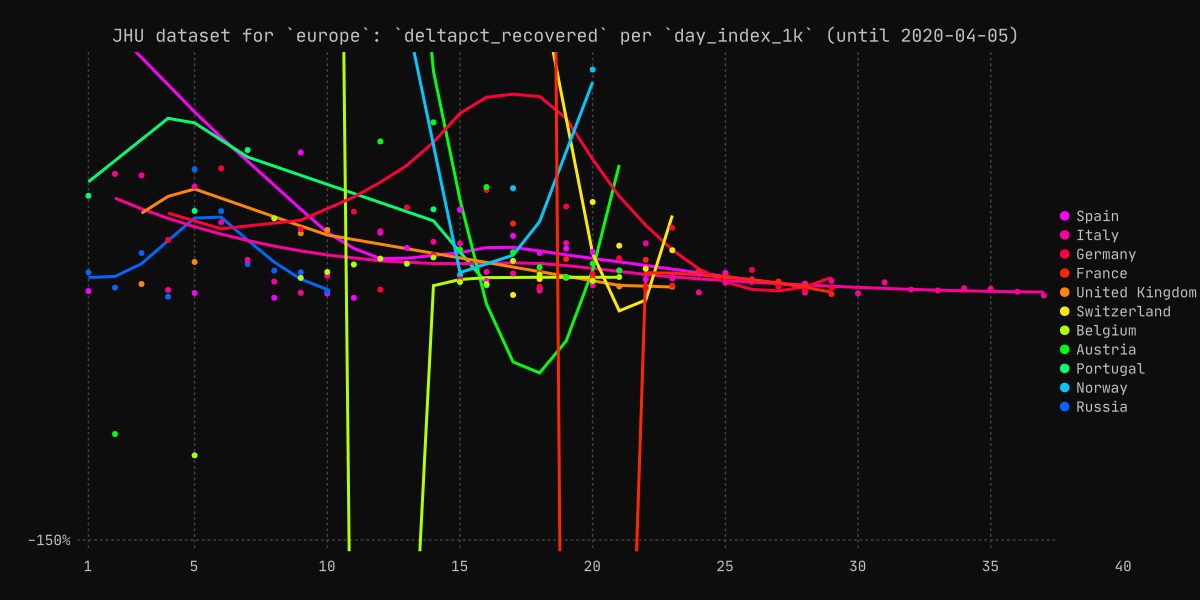 JHU dataset for `europe`: `deltapct_recovered` per `day_index_1k` (until 2020-04-05)
Spain
Italy
Germany
France
United Kingdom
Switzerland
Belgium
Austria
Portugal
Norway
Russia
-150%
1 5 10 15 20 25 30 35 40